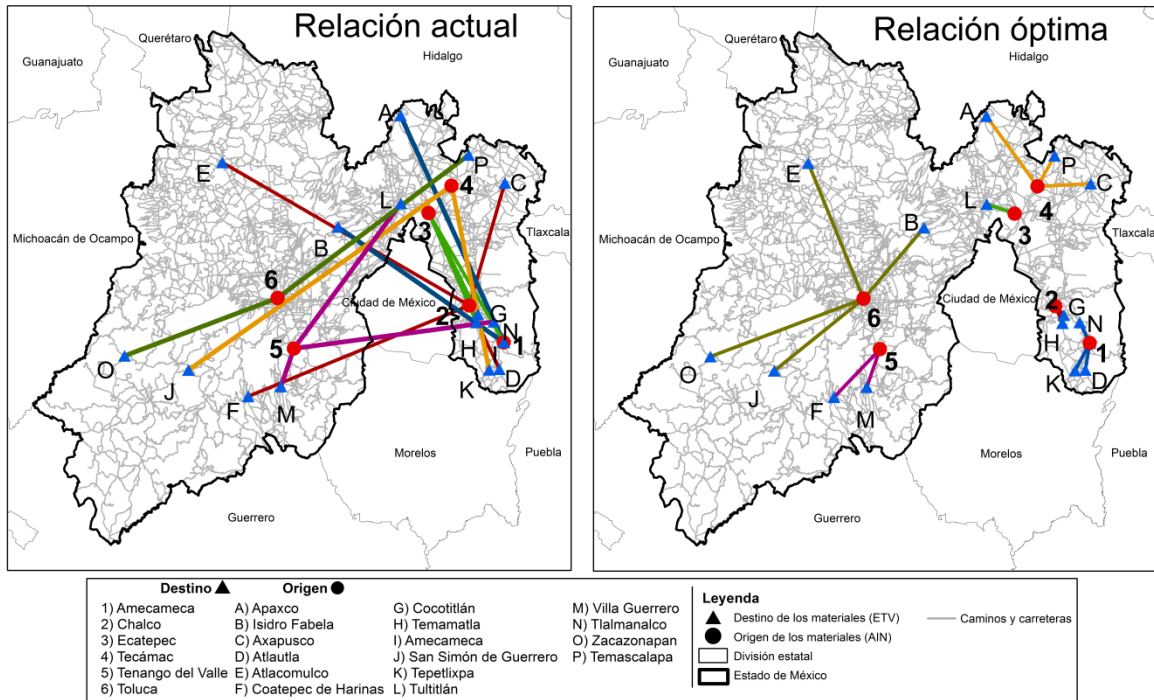 Relación actual
Querétaro
Hidalgo
Guanajuato
A
P
E
C
4
L
3
Michoacán de Ocampo
B
Tlaxcala
6
Ciudad de México
2
G
N
5
H
I
1
O
J
K
D
F
M
Morelos
Puebla
Guerrero
Relación óptima
Querétaro
Hidalgo
Guanajuato
A
P
E
C
4
L
3
B
Michoacán de Ocampo
Tlaxcala
Ciudad de México
2
G
6
N
H
5
1
O
J
K
D
F
M
Morelos
Puebla
Guerrero
Destino Origen
1) Amecameca
2) Chalco
3) Ecatepec
4) Tecámac
5) Tenango del Valle
6) Toluca
A) Apaxco
B) Isidro Fabela
C) Axapusco
D) Atlautla
E) Atlacomulco
F) Coatepec de Harinas
G) Cocotitlán
H) Temamatla
I) Amecameca
J) San Simón de Guerrero
K) Tepetlixpa
L) Tultitlán
M) Villa Guerrero
N) Tlalmanalco
O) Zacazonapan
P) Temascalapa
Leyenda
Destino de los materiales (ETV)
Origen de los materiales (AIN)
División estatal
Estado de México
Caminos y carreteras